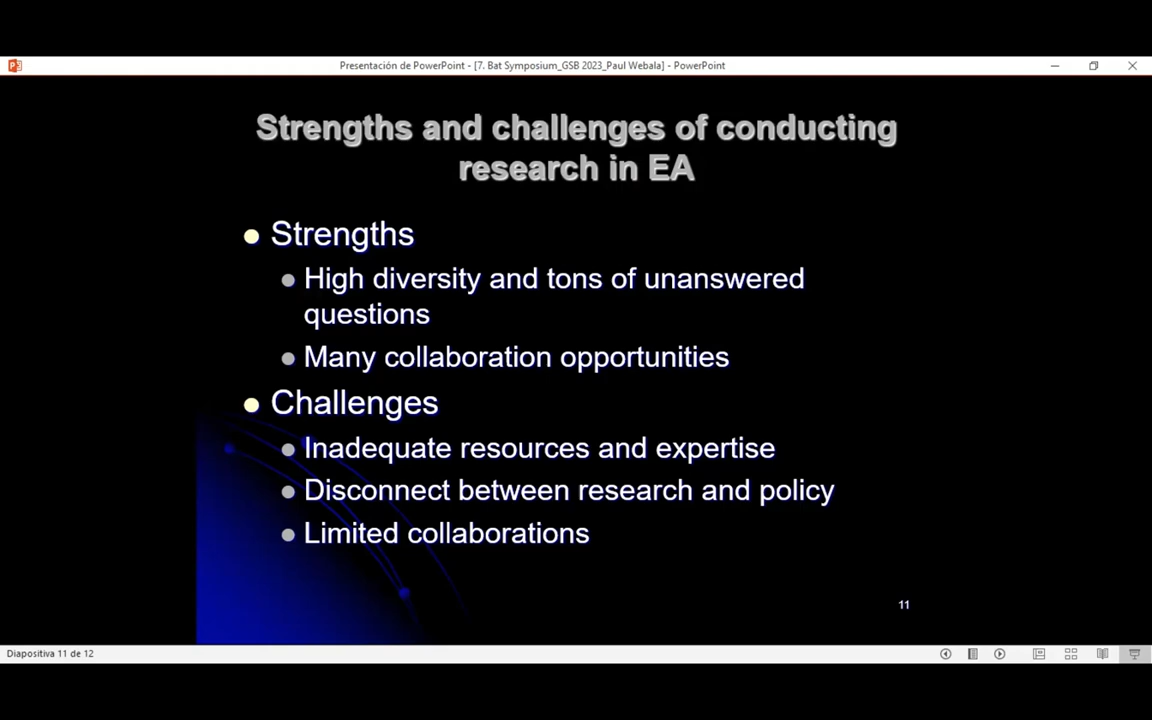 Presentación de PowerPoint - [7. Bat Symposium_GSB 2023_Paul Webala] - PowerPoint
Strengths and challenges of conducting
research in EA
Strengths
High diversity and tons of unanswered
questions
Many collaboration opportunities
Challenges
Inadequate resources and expertise
Disconnect between research and policy
Limited collaborations
11
Diapositiva 11 de 12